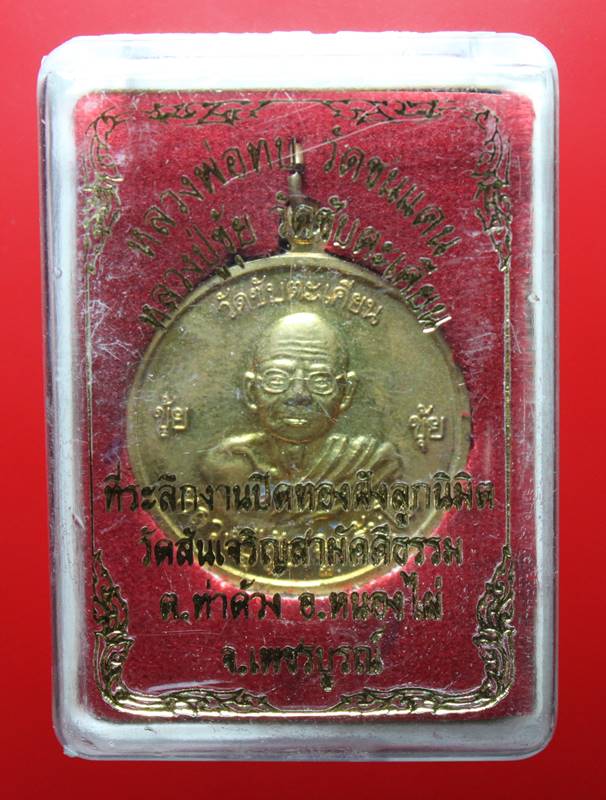 หลวงพ่อทบ วัดชนแดน
หลวงปู่ขุ้ย วัดซับตะเคียน
วัดซับตะเคียน
ขุ้ย ขุ้ย
ที่ระลึกงานปิดทองฝังลูกนิมิต
วัดสันเจริญสามัคคีธรรม
ต.ท่าด้วง อ.หนองไผ่
จ.เพชรบูรณ์